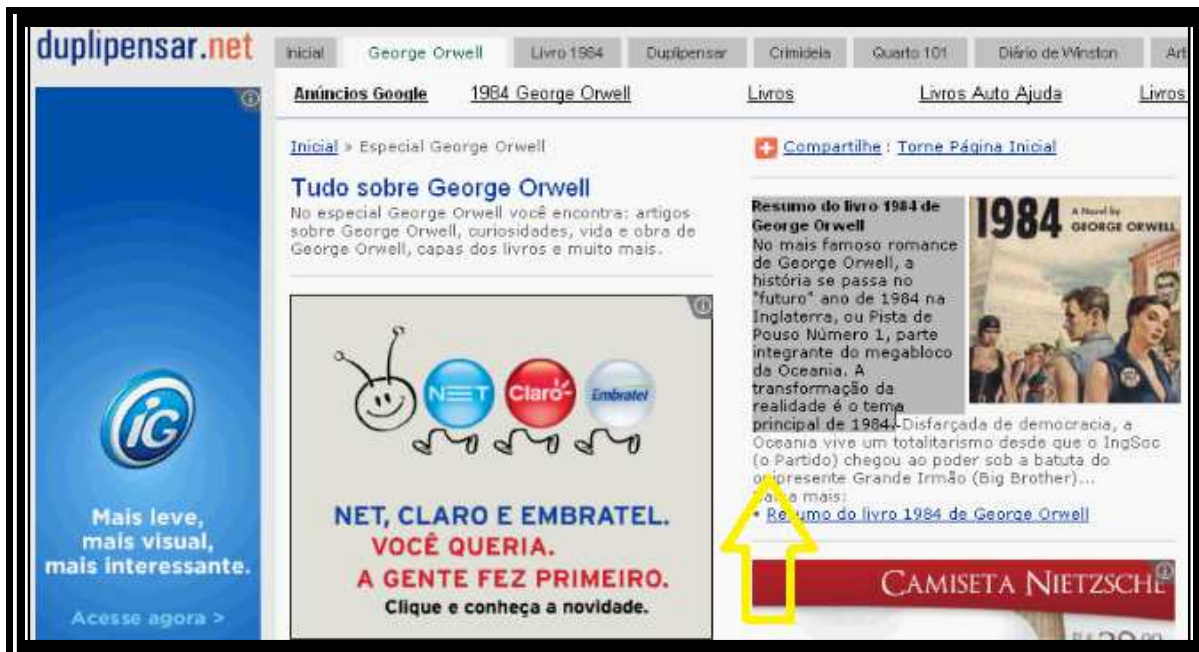 duplipensar.net
Inicial George Orwell Livro 1984 Duplipensar Crimideia Quarto 101 Diário de Winston Art
Anúncios Google 1984 George Orwell Livros Livros Auto Ajuda Livros
Inicial » Especial George Orwell
Tudo sobre George Orwell
No especial George Orwell você encontra: artigos
sobre George Orwell, curiosidades, vida e obra de
George Orwell, capas dos livros e muito mais.
NET Claro Embratel
NET, CLARO E EMBRATEL.
VOCÊ QUERIA.
A GENTE FEZ PRIMEIRO.
Clique e conheça a novidade.
iG
Mais leve,
mais visual,
mais interessante.
Acesse agora >
Compartilhe : Torne Página Inicial
Resumo do livro 1984 de
George Orwell
No mais famoso romance
de George Orwell, a
história se passa no
"futuro" ano de 1984 na
Inglaterra, ou Pista de
Pouso Número 1, parte
integrante do megabloco
da Oceania. A
transformação da
realidade é o tema
principal de 1984. Disfarçada de democracia, a
Oceania vive um totalitarismo desde que o IngSoc
(o Partido) chegou ao poder sob a batuta do
onipresente Grande Irmão (Big Brother)...
mais:
• Resumo do livro 1984 de George Orwell
1984 A Novel by
GEORGE ORWELL
CAMISETA NIETZSCHE